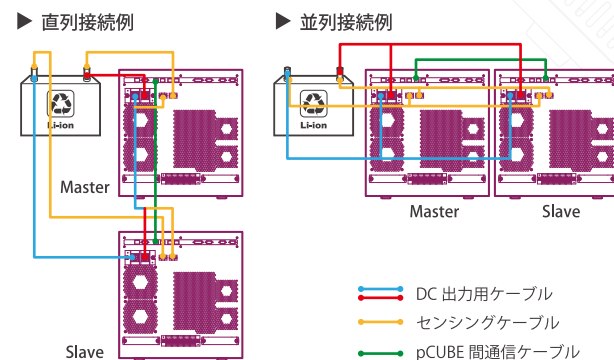 ▶ 直列接続例
▶ 並列接続例
Li-ion
Li-ion
Master
Master
Slave
Slave
DC 出力用ケーブル
センシングケーブル
pCUBE 間通信ケーブル